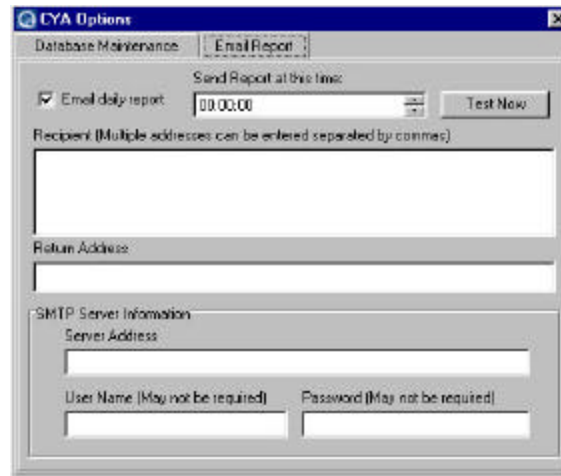 CYA Options
Database Maintenance
Email Report
Send Report at this time:
Email daily report
00:00:00
Test Now
Recipient (Multiple addresses can be entered separated by commas)
Return Address
SMTP Server Information
Server Address
User Name (May not be required)
Password (May not be required)